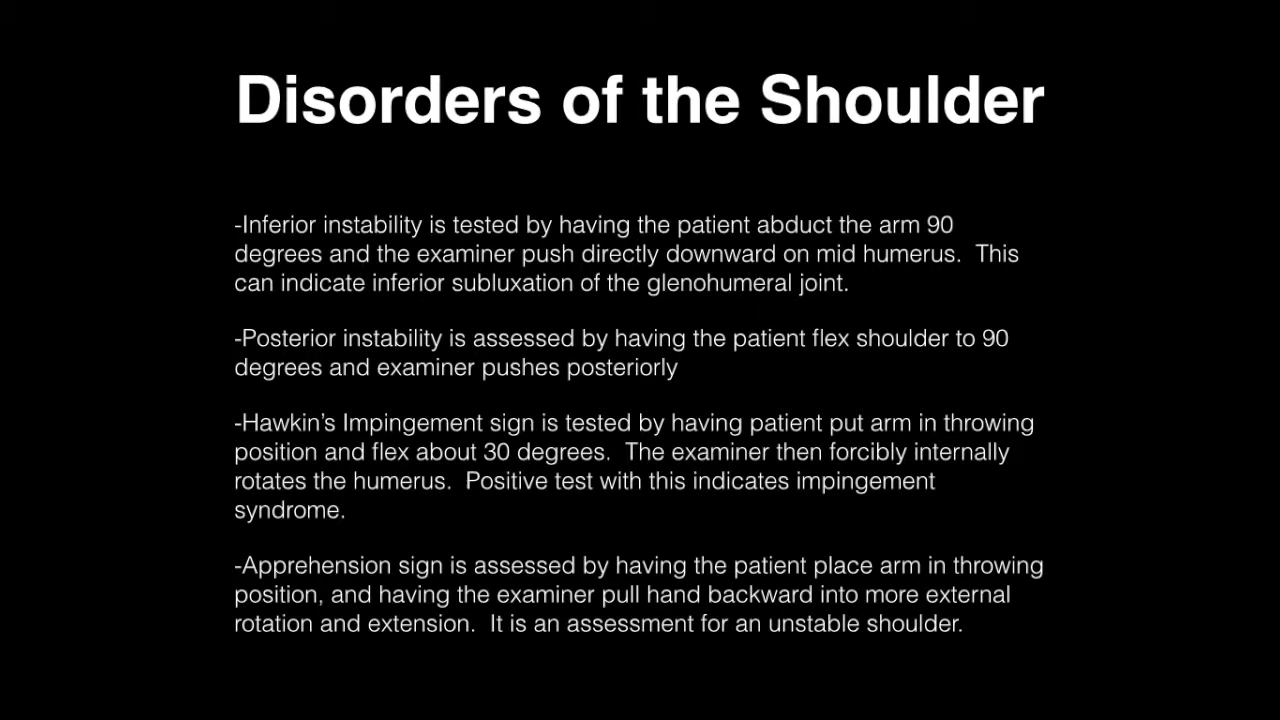 Disorders of the Shoulder
-Inferior instability is tested by having the patient abduct the arm 90
degrees and the examiner push directly downward on mid humerus.  This
can indicate inferior subluxation of the glenohumeral joint.
-Posterior instability is assessed by having the patient flex shoulder to 90
degrees and examiner pushes posteriorly
-Hawkin’s Impingement sign is tested by having patient put arm in throwing
position and flex about 30 degrees.  The examiner then forcibly internally
rotates the humerus.  Positive test with this indicates impingement
syndrome.
-Apprehension sign is assessed by having the patient place arm in throwing
position, and having the examiner pull hand backward into more external
rotation and extension.  It is an assessment for an unstable shoulder.